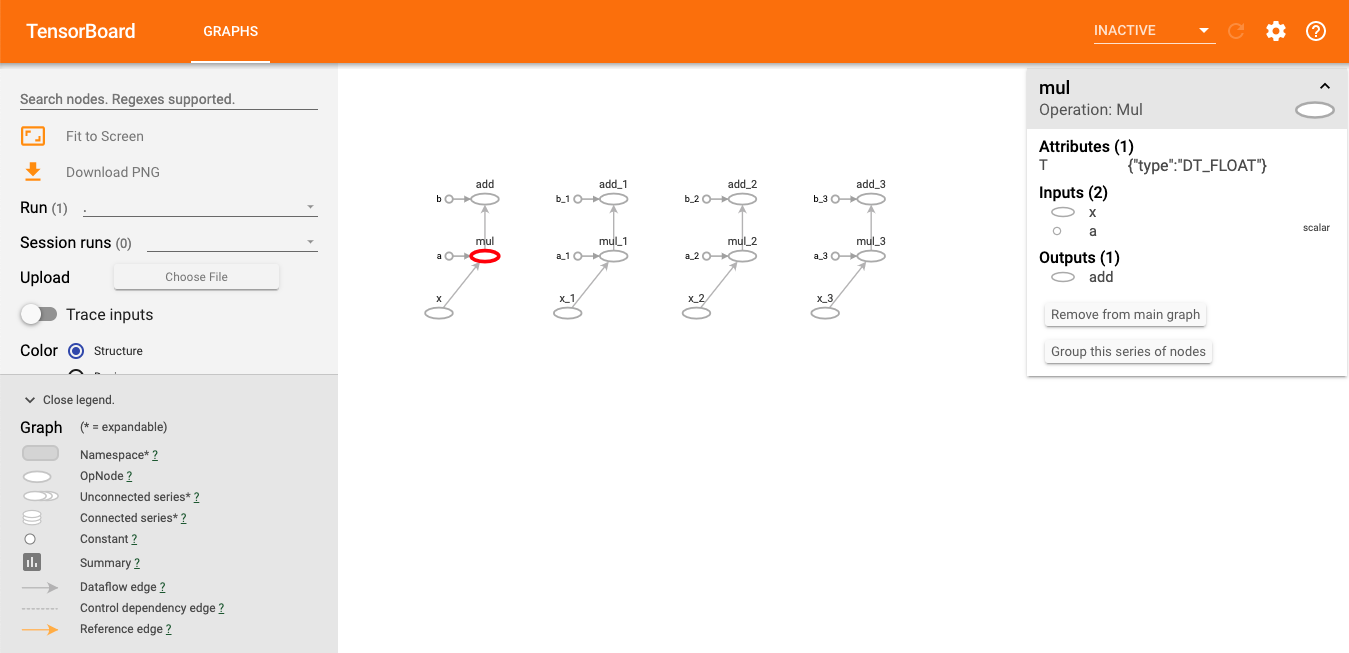 TensorBoard
GRAPHS
INACTIVE
Search nodes. Regexes supported.
Fit to Screen
Download PNG
Run (1) .
Session runs (0)
Upload Choose File
Trace inputs
Color Structure
Close legend.
Graph (* = expandable)
Namespace* ?
OpNode ?
Unconnected series* ?
Connected series* ?
Constant ?
Summary ?
Dataflow edge ?
Control dependency edge ?
Reference edge ?
add add_1 add_2 add_3
b b_1 b_2 b_3
mul mul_1 mul_2 mul_3
a a_1 a_2 a_3
x x_1 x_2 x_3
mul
Operation: Mul
Attributes (1)
T {"type":"DT_FLOAT"}
Inputs (2)
x
a scalar
Outputs (1)
add
Remove from main graph
Group this series of nodes